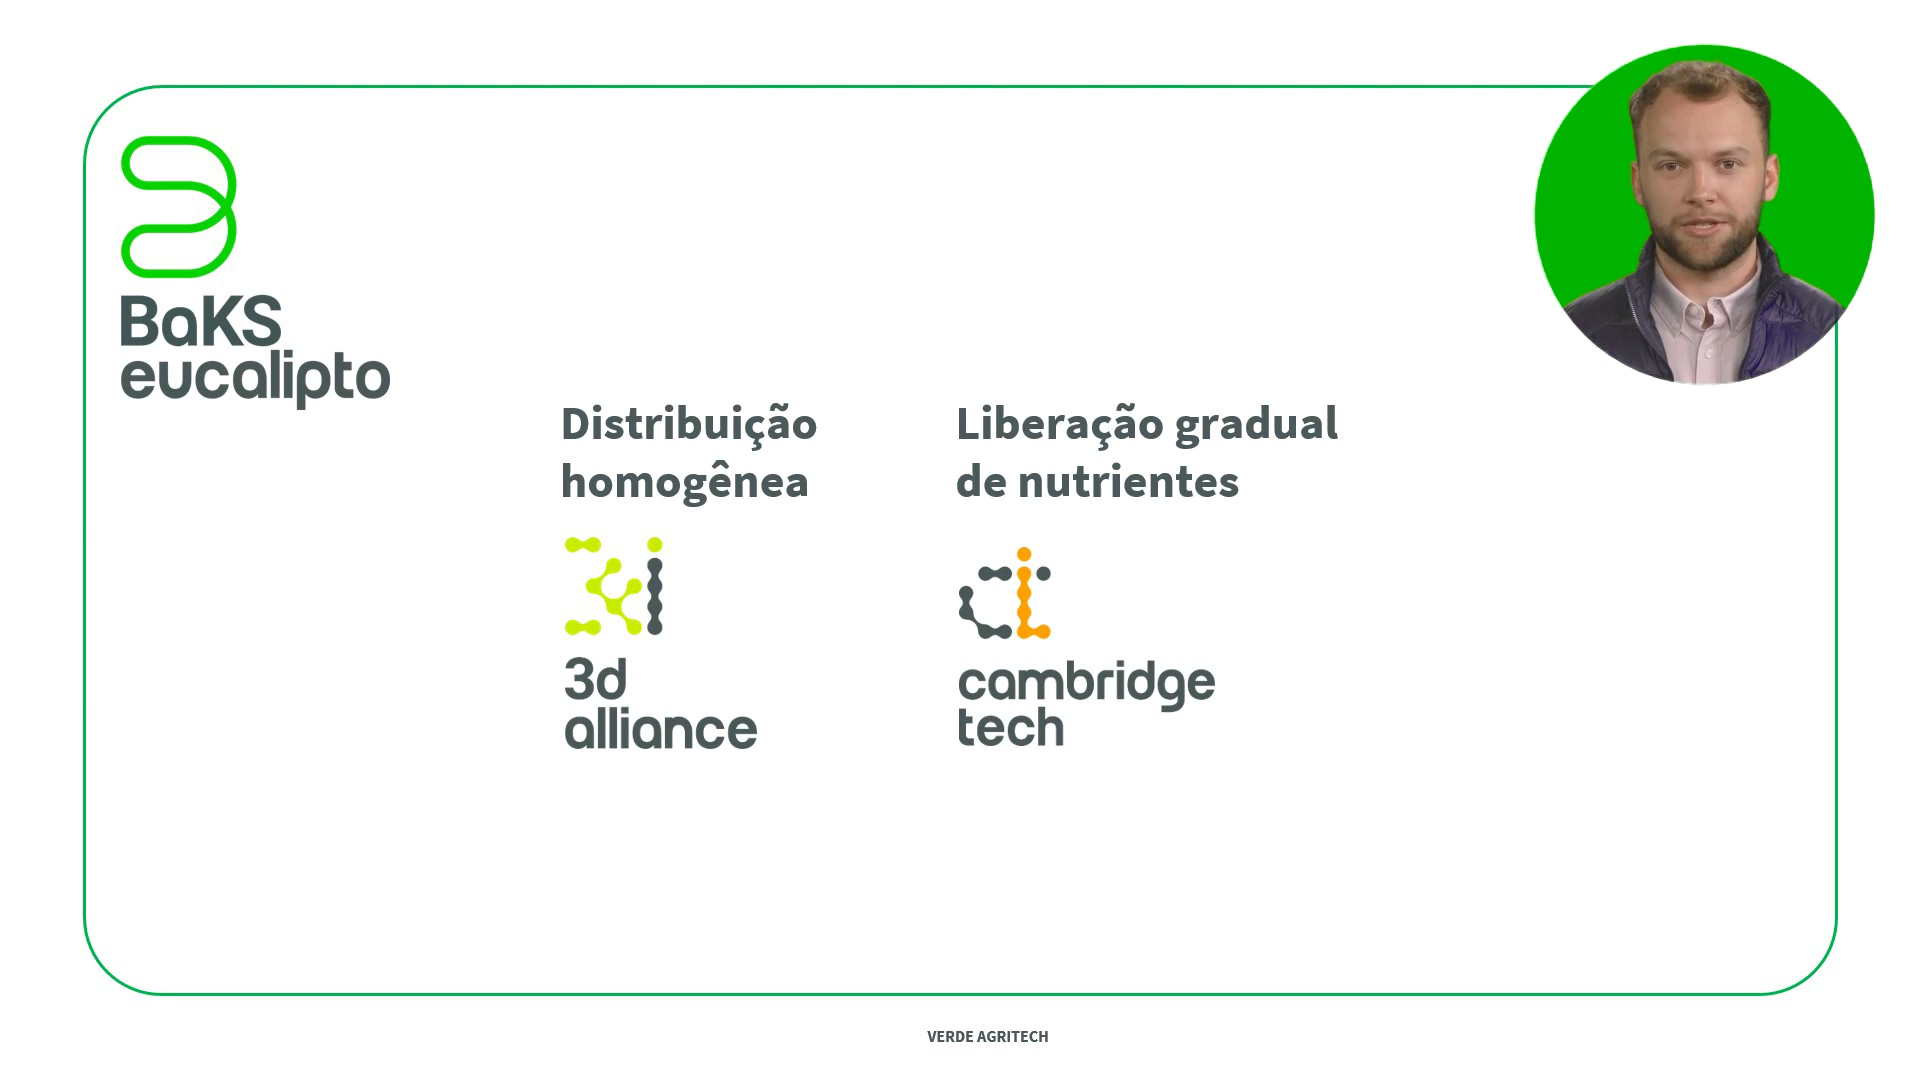 BaKS
eucalipto
Distribuição
homogênea
3d
alliance
Liberação gradual
de nutrientes
cambridge
tech
VERDE AGRITECH